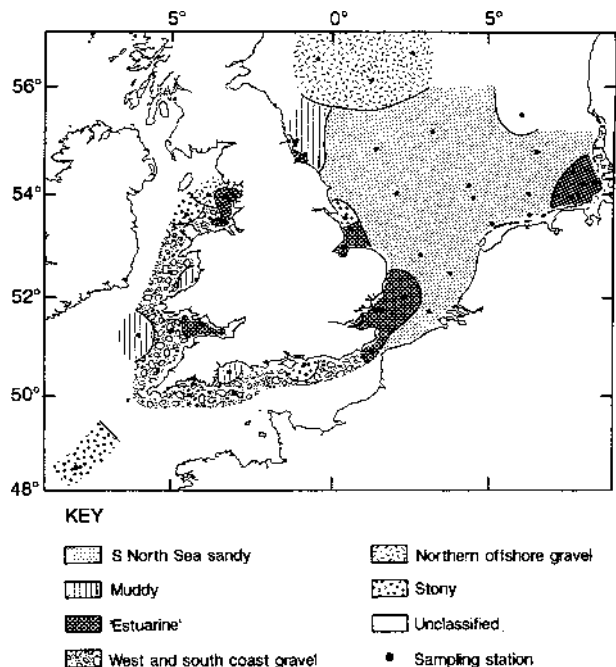 5° 0° 5°
56°
54°
52°
50°
48°
KEY
S North Sea sandy
Northern offshore gravel
Muddy
Stony
'Estuarine'
Unclassified
West and south coast gravel
Sampling station